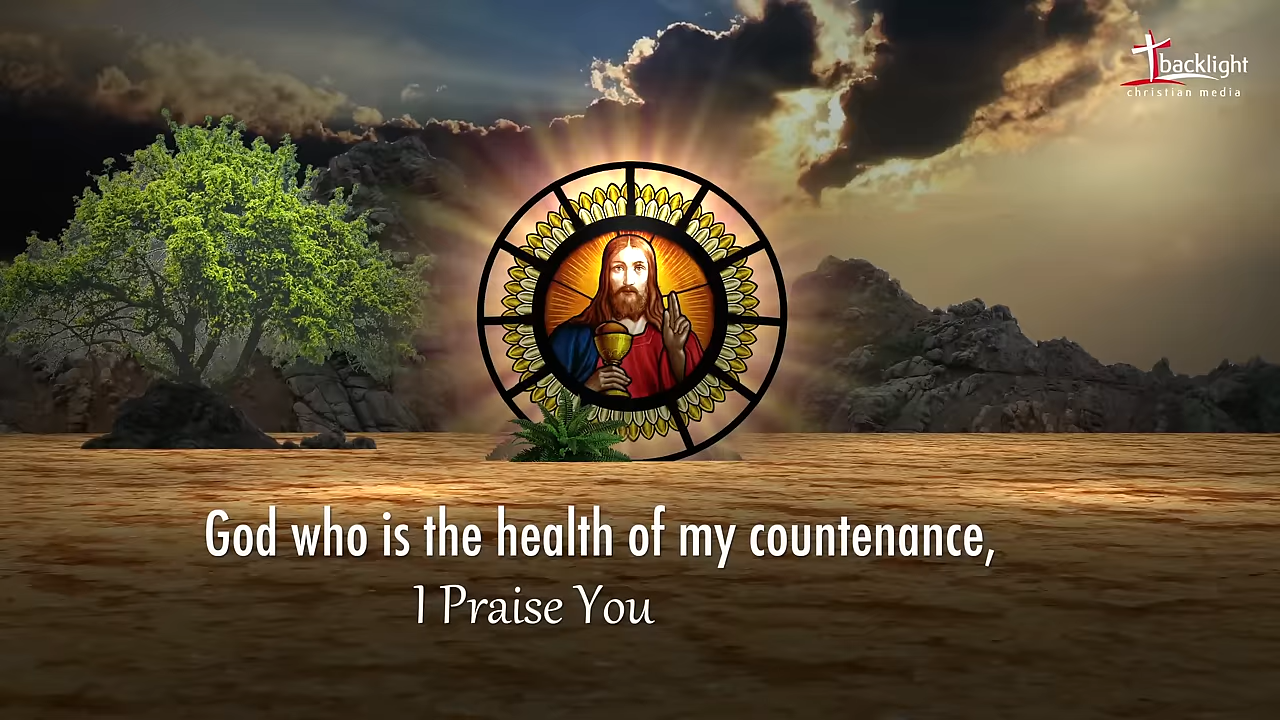 backlight
christian media
God who is the health of my countenance,
I Praise You